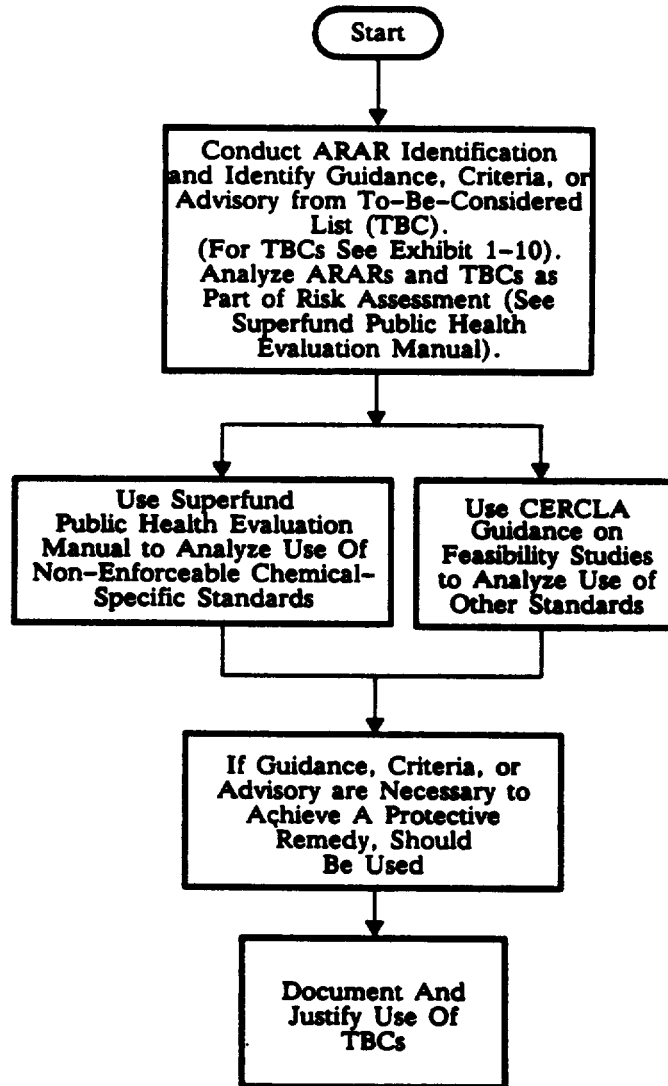 Start
Conduct ARAR Identification
and Identify Guidance, Criteria, or
Advisory from To-Be-Considered
List (TBC).
(For TBCs See Exhibit 1-10).
Analyze ARARs and TBCs as
Part of Risk Assessment (See
Superfund Public Health
Evaluation Manual).
Use Superfund
Public Health Evaluation
Manual to Analyze Use Of
Non-Enforceable Chemical-
Specific Standards
Use CERCLA
Guidance on
Feasibility Studies
to Analyze Use of
Other Standards
If Guidance, Criteria, or
Advisory are Necessary to
Achieve A Protective
Remedy, Should
Be Used
Document And
Justify Use Of
TBCs